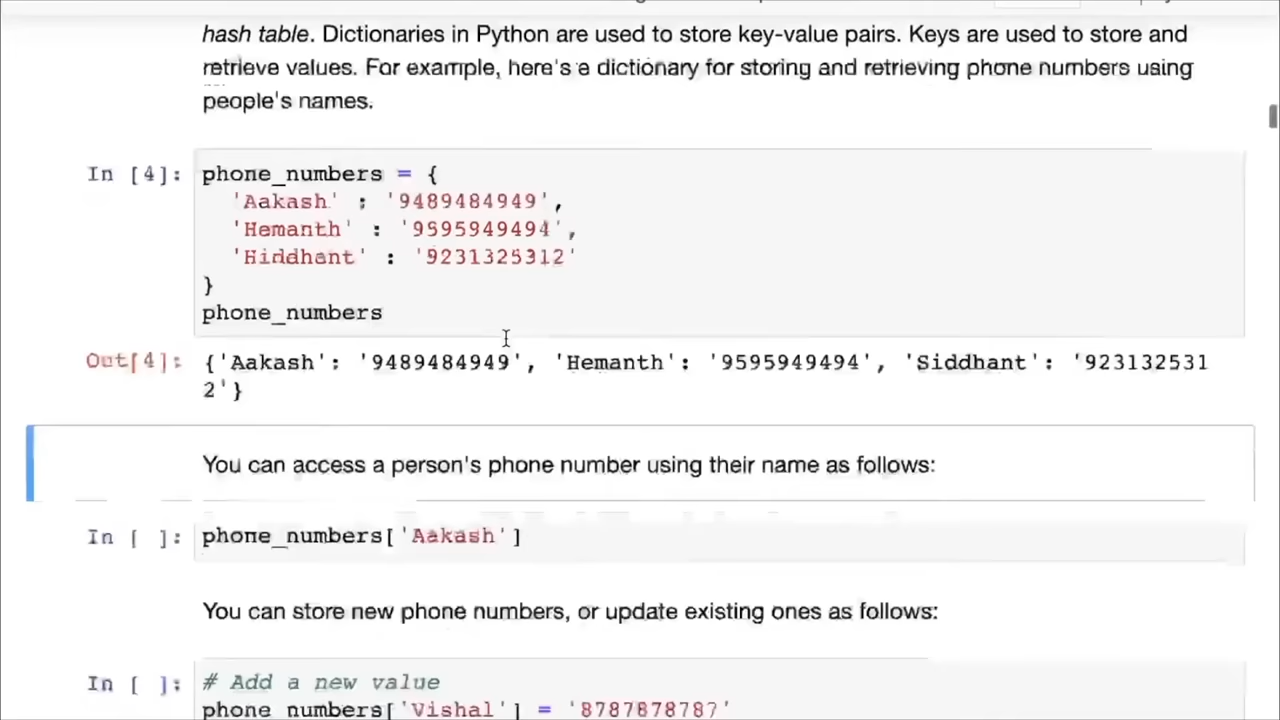 hash table. Dictionaries in Python are used to store key-value pairs. Keys are used to store and
retrieve values. For example, here's a dictionary for storing and retrieving phone numbers using
people's names.
In [4]: phone_numbers = {
'Aakash' : '9489484949',
'Hemanth' : '9595949494',
'Hiddhant' : '9231325312'
}
phone_numbers
Out[4]: {'Aakash': '9489484949', 'Hemanth': '9595949494', 'Siddhant': '923132531
2'}
You can access a person's phone number using their name as follows:
In [ ]: phone_numbers['Aakash']
You can store new phone numbers, or update existing ones as follows:
In [ ]: # Add a new value
phone_numbers['Vishal'] = '8787878787'